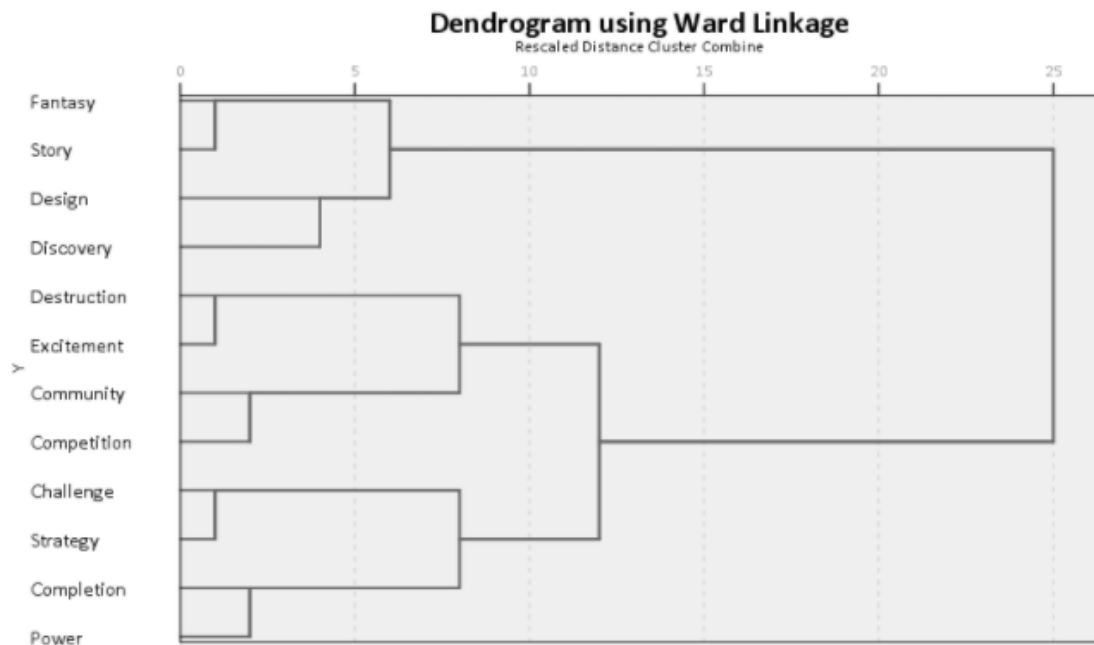 Dendrogram using Ward Linkage
Rescaled Distance Cluster Combine
0 5 10 15 20 25
Fantasy
Story
Design
Discovery
Destruction
Excitement
Y
Community
Competition
Challenge
Strategy
Completion
Power